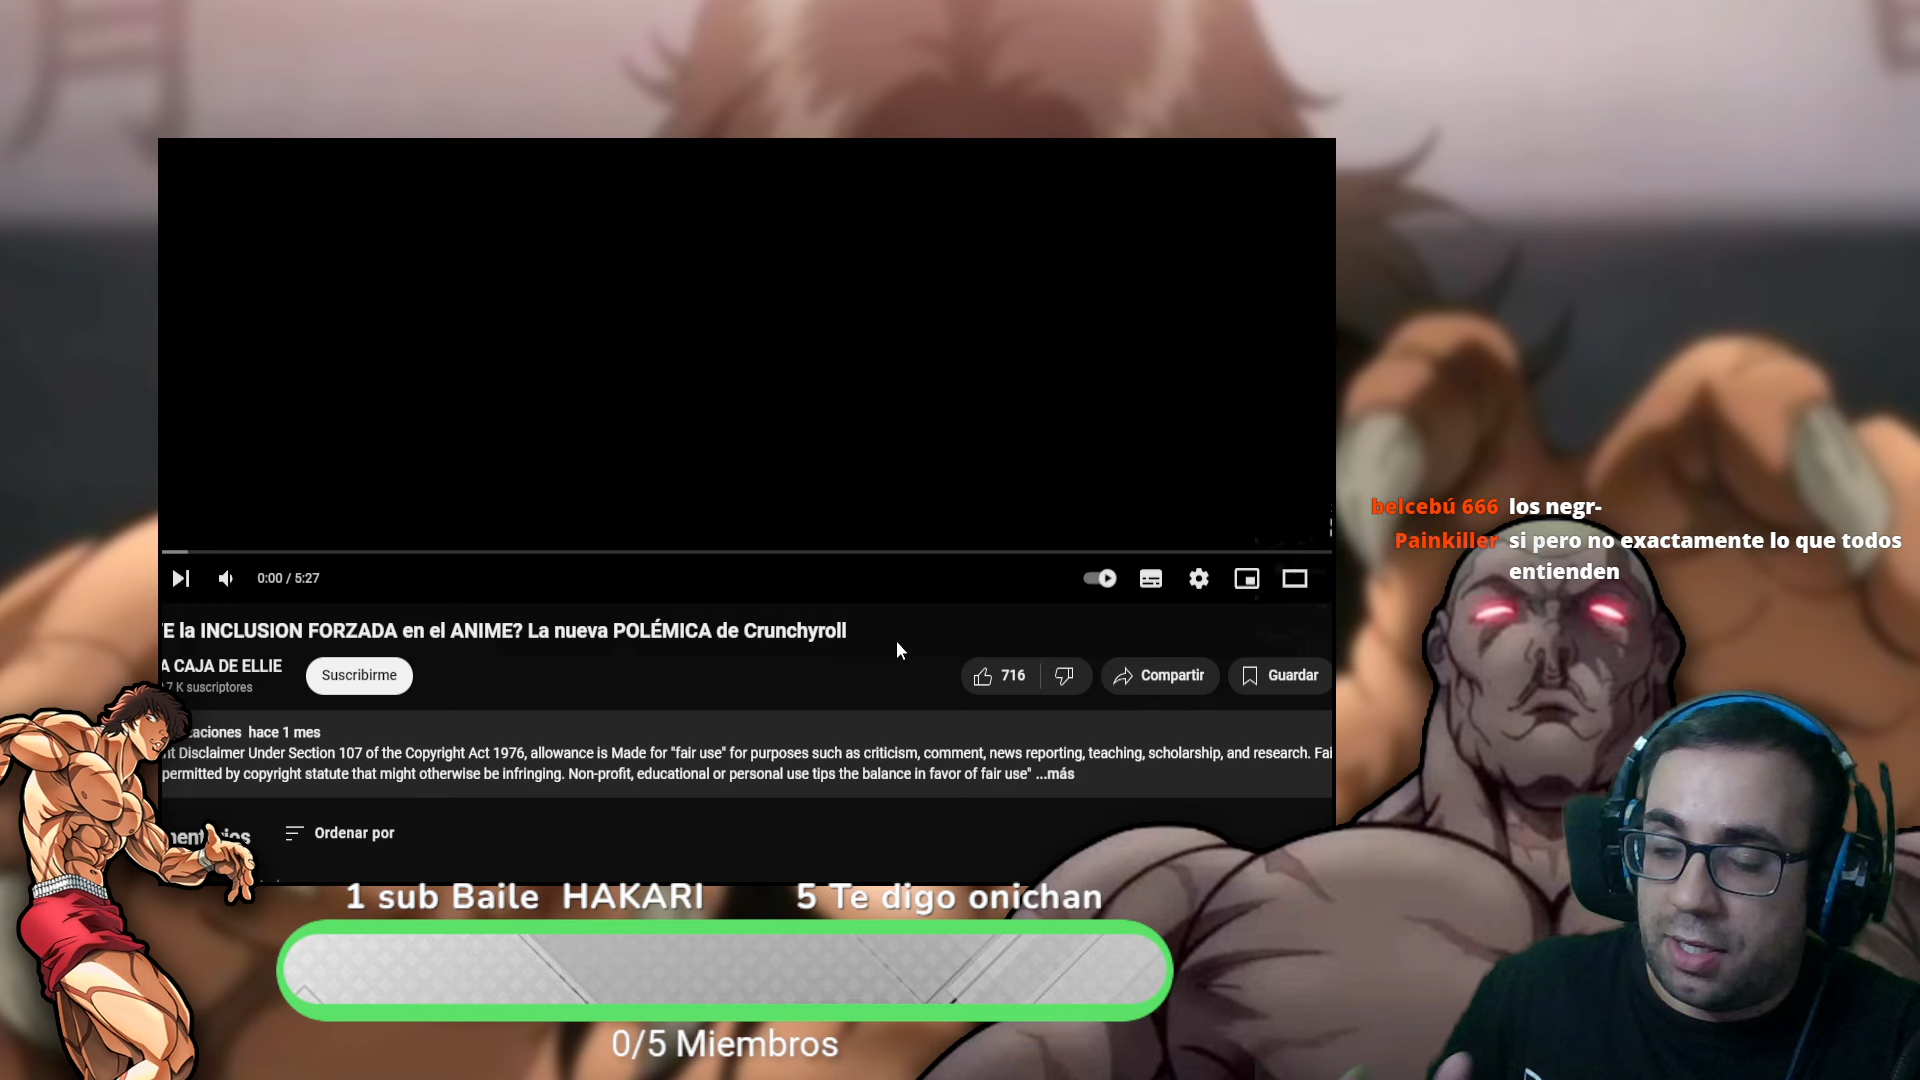 belcebú 666 los negr-
Painkiller si pero no exactamente lo que todos
entienden
0:00 / 5:27
E la INCLUSION FORZADA en el ANIME? La nueva POLÉMICA de Crunchyroll
A CAJA DE ELLIE
7 K suscriptores
Suscribirme
716
Compartir
Guardar
zaciones hace 1 mes
nt Disclaimer Under Section 107 of the Copyright Act 1976, allowance is Made for "fair use" for purposes such as criticism, comment, news reporting, teaching, scholarship, and research. Fai
permitted by copyright statute that might otherwise be infringing. Non-profit, educational or personal use tips the balance in favor of fair use" ...más
Ordenar por
1 sub Baile HAKARI 5 Te digo onichan
0/5 Miembros